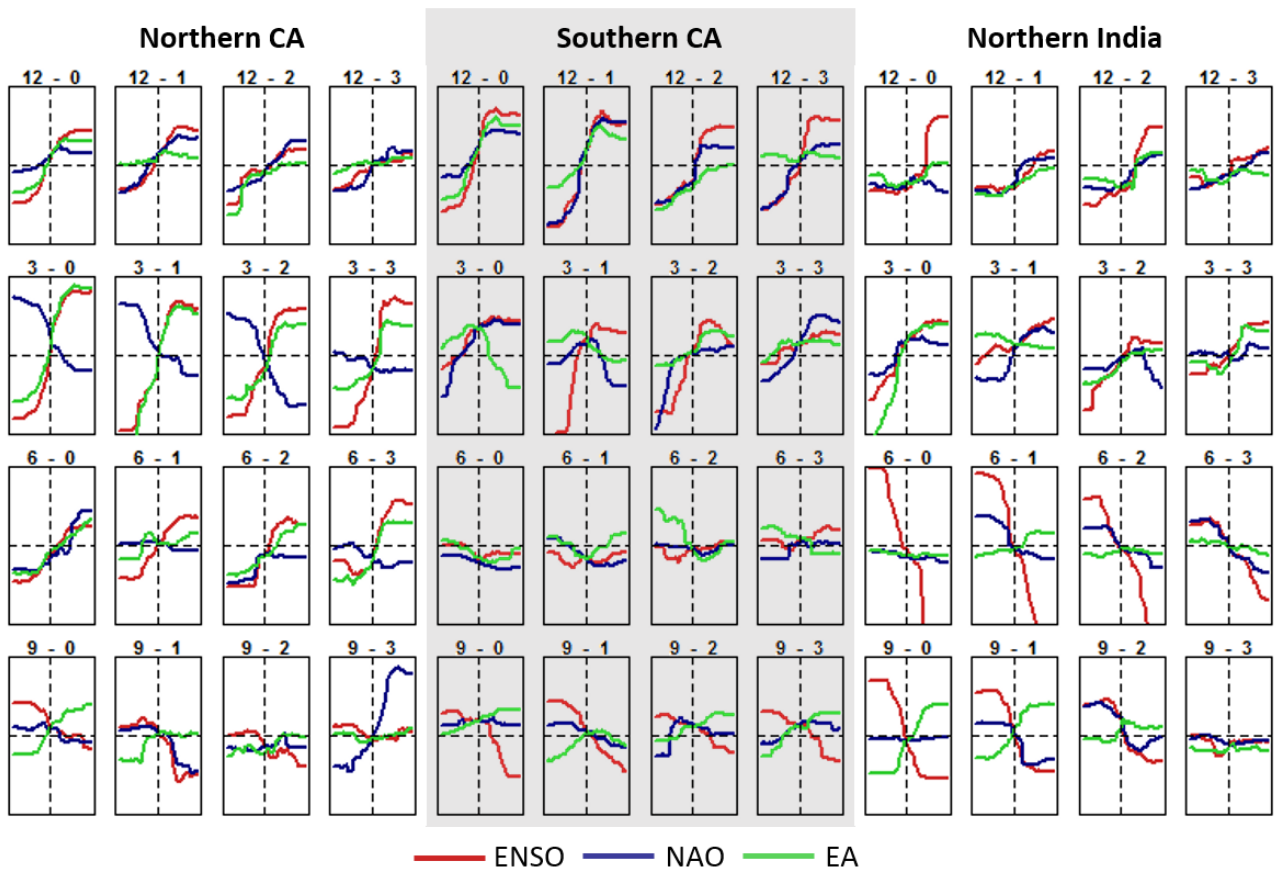 Northern CA Southern CA Northern India
12 - 0 12 - 1 12 - 2 12 - 3 12 - 0 12 - 1 12 - 2 12 - 3 12 - 0 12 - 1 12 - 2 12 - 3
3 - 0 3 - 1 3 - 2 3 - 3 3 - 0 3 - 1 3 - 2 3 - 3 3 - 0 3 - 1 3 - 2 3 - 3
6 - 0 6 - 1 6 - 2 6 - 3 6 - 0 6 - 1 6 - 2 6 - 3 6 - 0 6 - 1 6 - 2 6 - 3
9 - 0 9 - 1 9 - 2 9 - 3 9 - 0 9 - 1 9 - 2 9 - 3 9 - 0 9 - 1 9 - 2 9 - 3
ENSO NAO EA